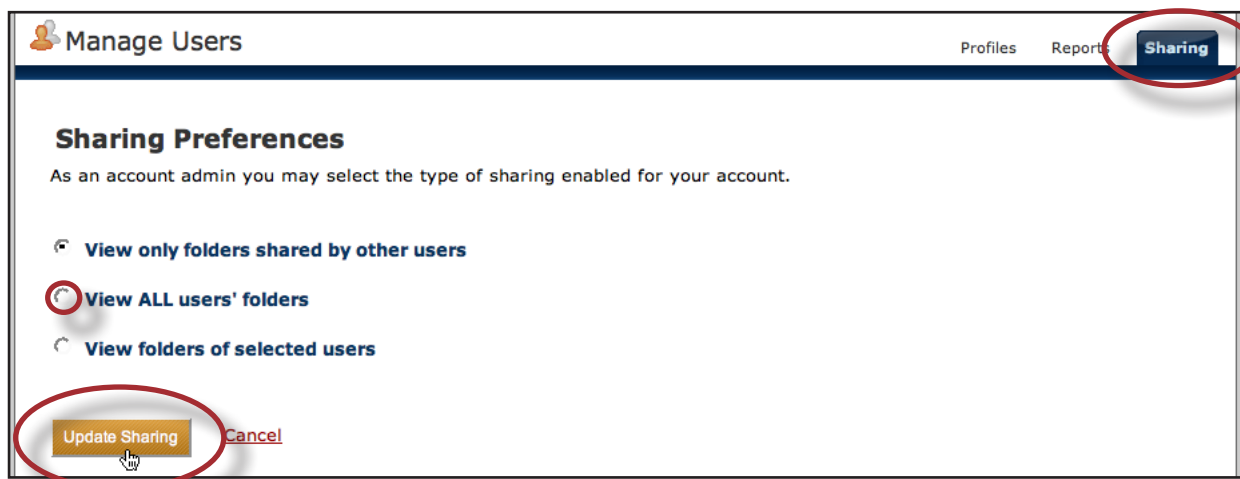 Manage Users
Profiles Reports Sharing
Sharing Preferences
As an account admin you may select the type of sharing enabled for your account.
View only folders shared by other users
View ALL users' folders
View folders of selected users
Update Sharing Cancel